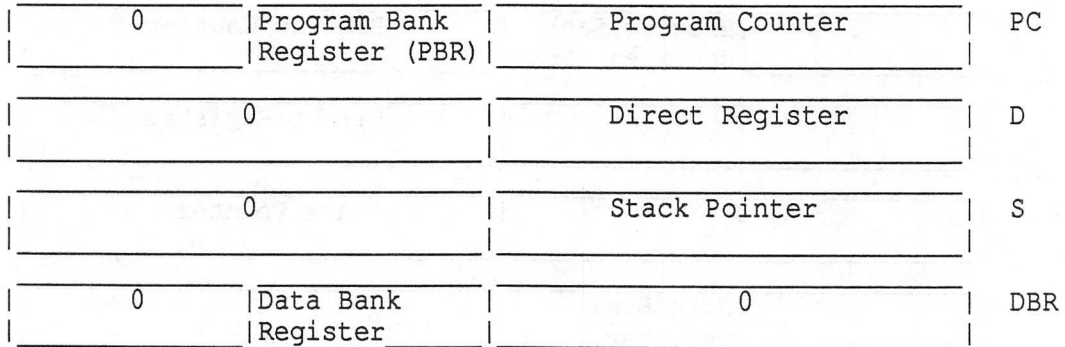 0 Program Bank Program Counter PC
Register (PBR)
0 Direct Register D
0 Stack Pointer S
0 Data Bank 0 DBR
Register